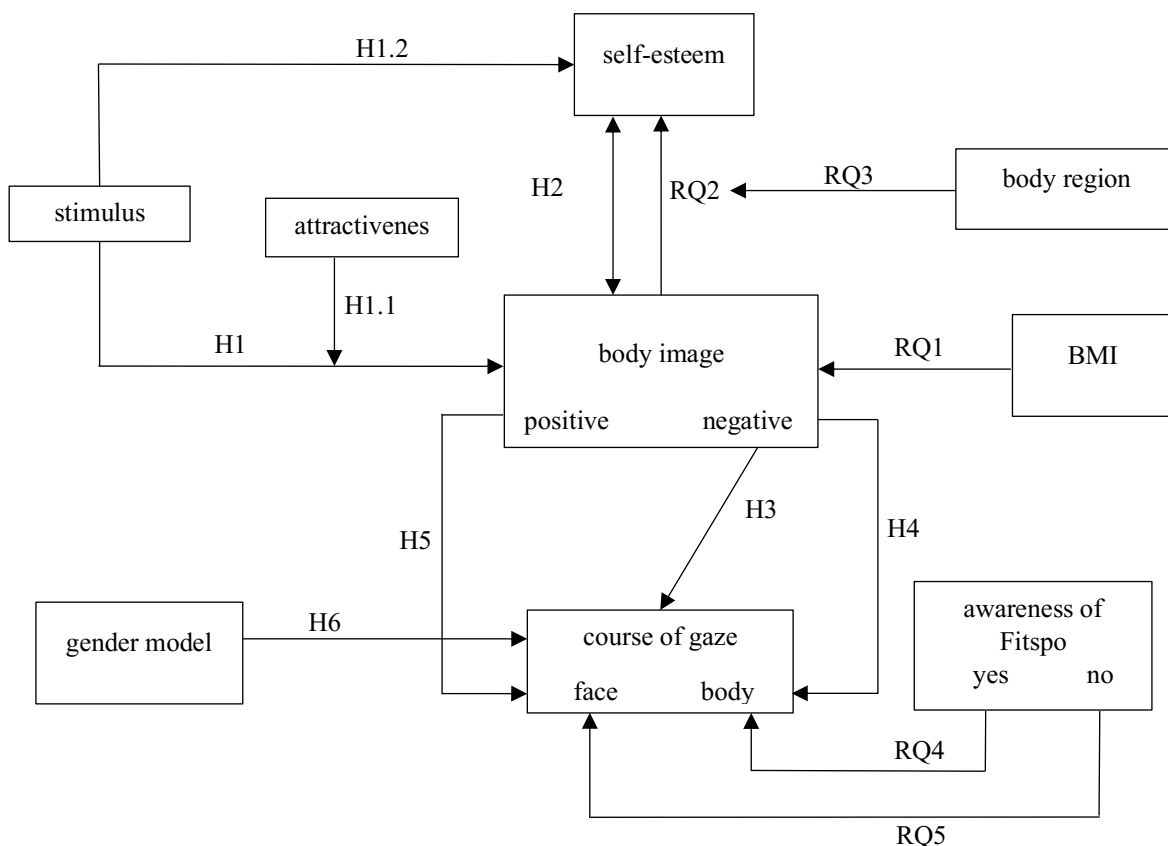 H1.2
self-esteem
H2
RQ2
RQ3
body region
stimulus
attractivenes
H1.1
H1
body image
positive negative
RQ1
BMI
H3
H4
H5
gender model
H6
course of gaze
face body
awareness of
Fitspo
yes no
RQ4
RQ5